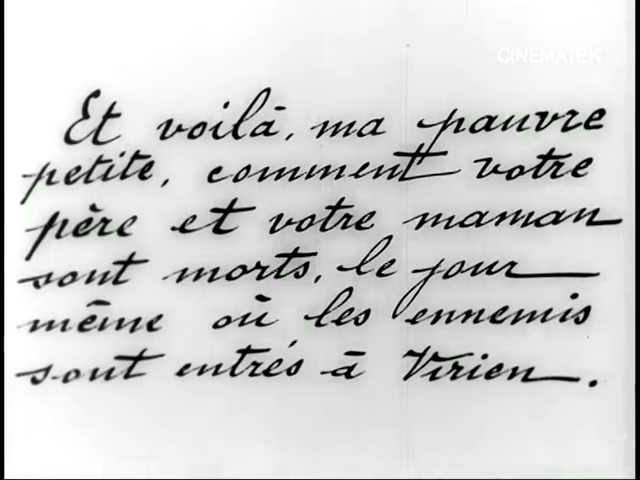 CINEMATEK
Et voilà, ma pauvre
petite, comment votre
père et votre maman
sont morts, le jour
même où les ennemis
sont entrés à Virien.